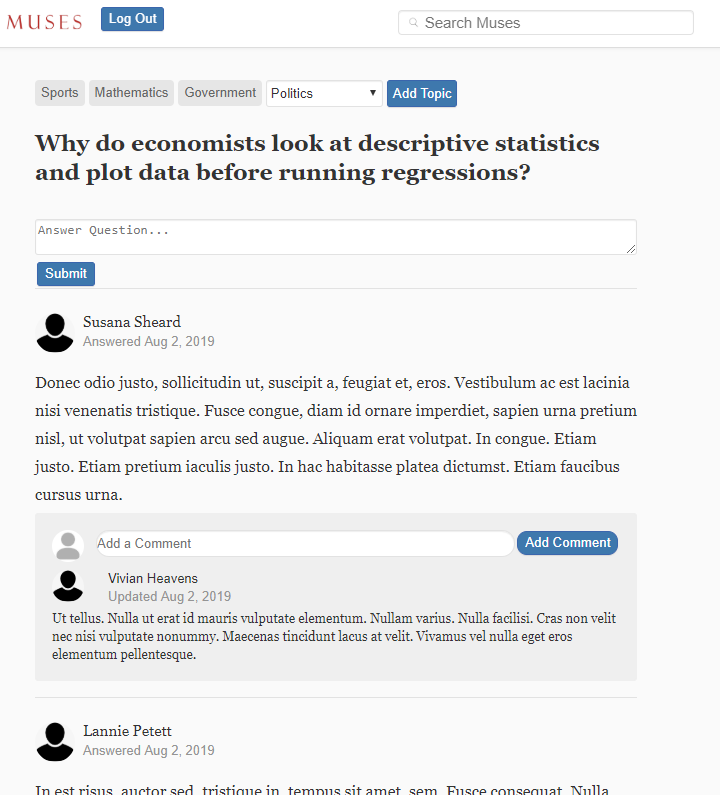 MUSES Log Out Search Muses
Sports Mathematics Government Politics Add Topic
Why do economists look at descriptive statistics
and plot data before running regressions?
Answer Question...
Submit
Susana Sheard
Answered Aug 2, 2019
Donec odio justo, sollicitudin ut, suscipit a, feugiat et, eros. Vestibulum ac est lacinia
nisi venenatis tristique. Fusce congue, diam id ornare imperdiet, sapien urna pretium
nisl, ut volutpat sapien arcu sed augue. Aliquam erat volutpat. In congue. Etiam
justo. Etiam pretium iaculis justo. In hac habitasse platea dictumst. Etiam faucibus
cursus urna.
Add a Comment Add Comment
Vivian Heavens
Updated Aug 2, 2019
Ut tellus. Nulla ut erat id mauris vulputate elementum. Nullam varius. Nulla facilisi. Cras non velit
nec nisi vulputate nonummy. Maecenas tincidunt lacus at velit. Vivamus vel nulla eget eros
elementum pellentesque.
Lannie Petett
Answered Aug 2, 2019
In est risus, auctor sed, tristique in, tempus sit amet, sem. Fusce consequat. Nulla